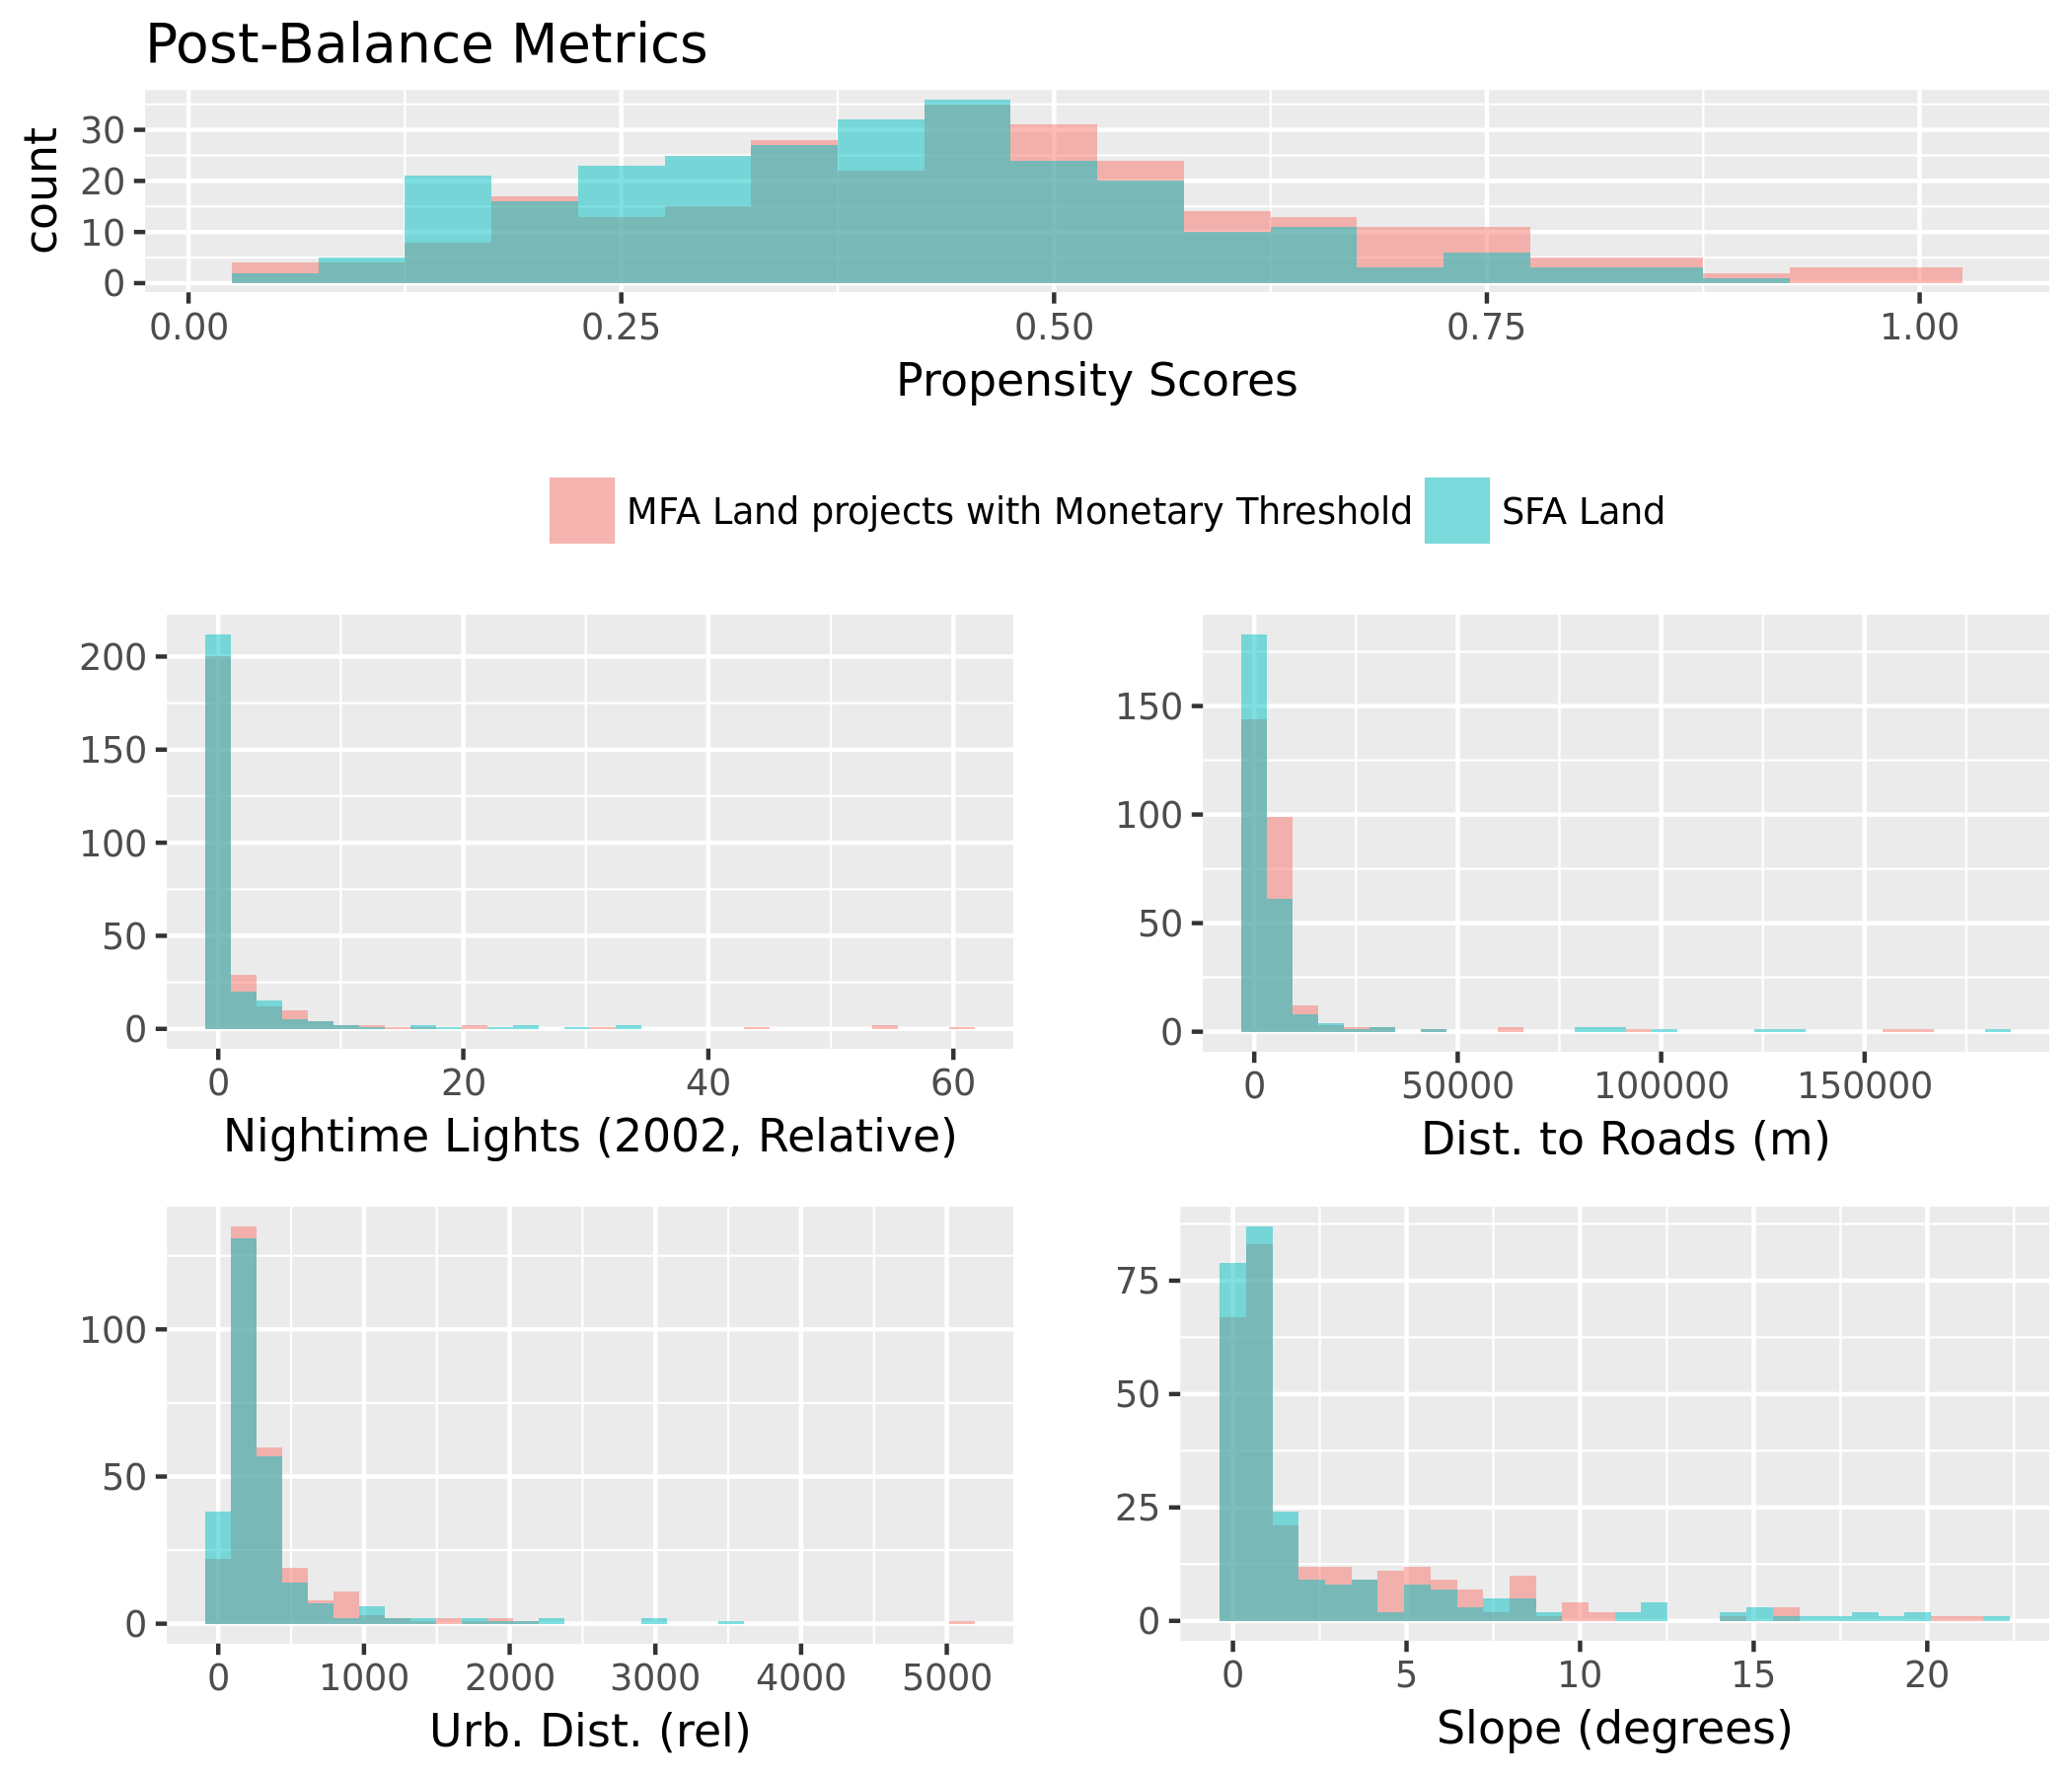 Post-Balance Metrics
count
30
20
10
0
0.00 0.25 0.50 0.75 1.00
Propensity Scores
MFA Land projects with Monetary Threshold SFA Land
200
150
100
50
0
0 20 40 60
Nightime Lights (2002, Relative)
150
100
50
0
0 50000 100000 150000
Dist. to Roads (m)
100
50
0
0 1000 2000 3000 4000 5000
Urb. Dist. (rel)
75
50
25
0
0 5 10 15 20
Slope (degrees)